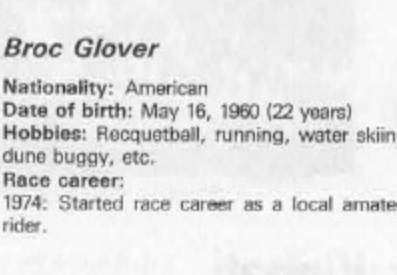 Broc Glover
Nationality: American
Date of birth: May 16, 1960 (22 years)
Hobbies: Recquetball, running, water skiin
dune buggy, etc.
Race career:
1974: Started race career as a local amate
rider.